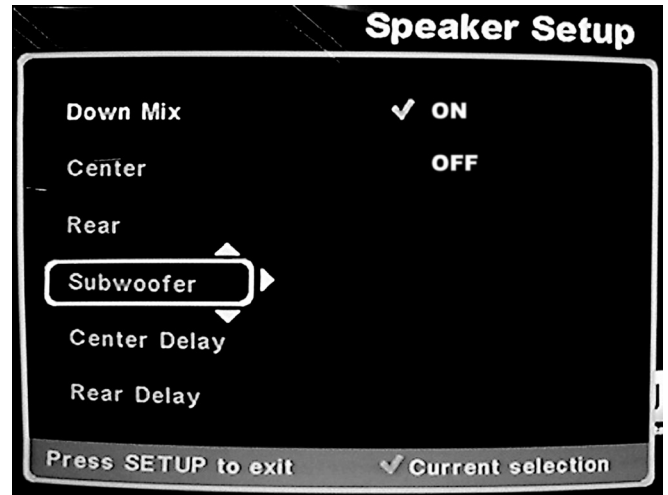 Speaker Setup
Down Mix ✓ ON
Center OFF
Rear
Subwoofer
Center Delay
Rear Delay
Press SETUP to exit ✓ Current selection